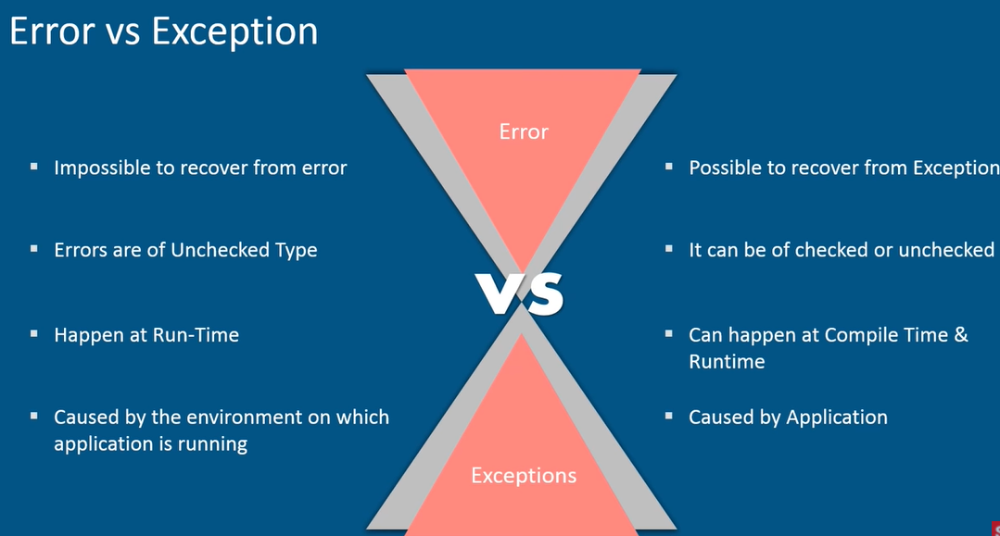 Error vs Exception
Error
▪ Impossible to recover from error
▪ Errors are of Unchecked Type
▪ Happen at Run-Time
▪ Caused by the environment on which
application is running
VS
▪ Possible to recover from Exception
▪ It can be of checked or unchecked
▪ Can happen at Compile Time &
Runtime
▪ Caused by Application
Exceptions